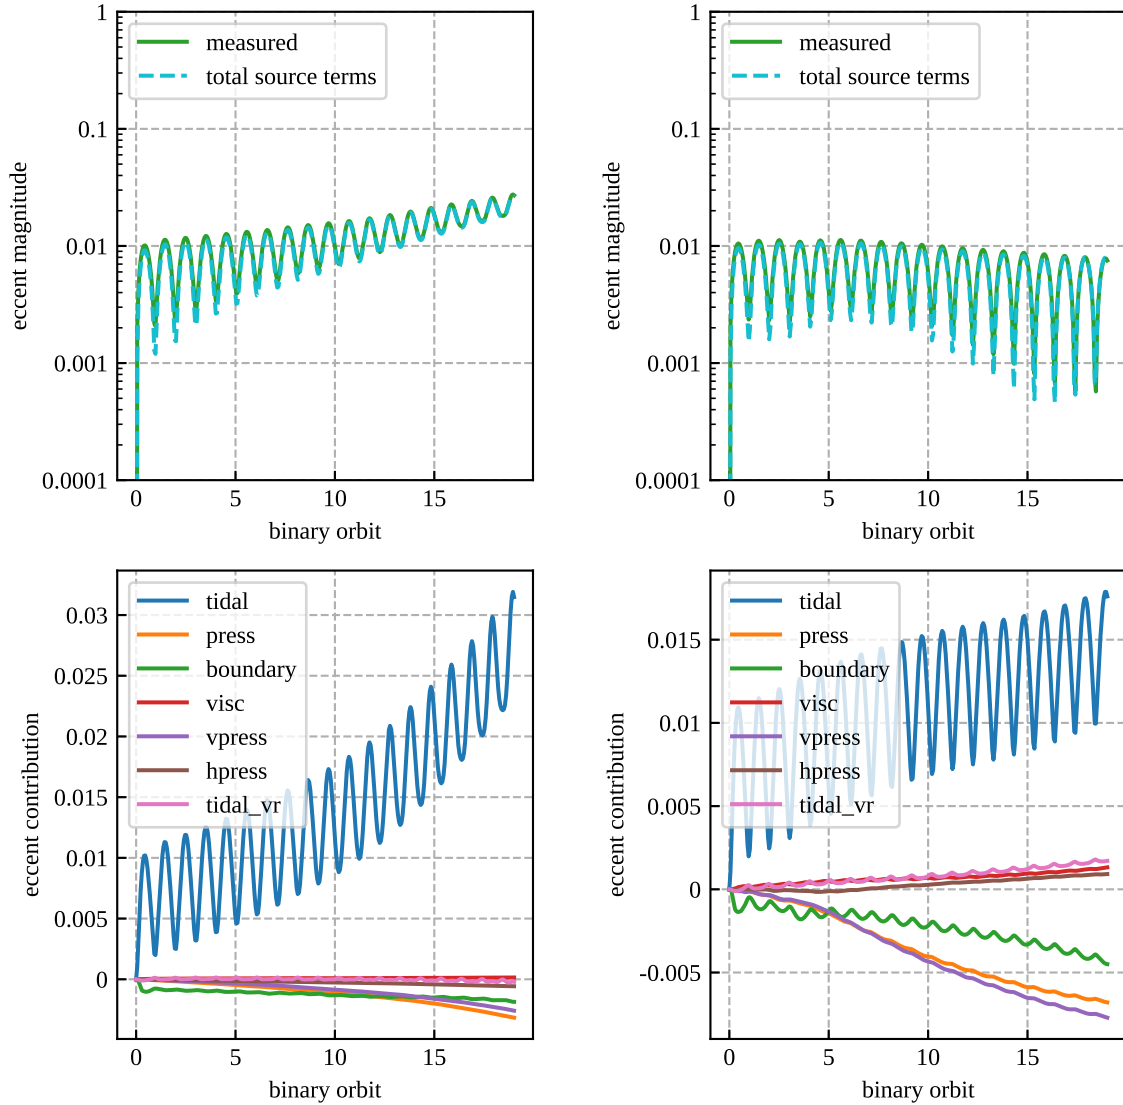 1
0.1
0.01
0.001
0.0001
eccent magnitude
measured
total source terms
0 5 10 15
binary orbit
1
0.1
0.01
0.001
0.0001
eccent magnitude
measured
total source terms
0 5 10 15
binary orbit
0.03
0.025
0.02
0.015
0.01
0.005
0
eccent contribution
tidal
press
boundary
visc
vpress
hpress
tidal_vr
0 5 10 15
binary orbit
0.015
0.01
0.005
0
-0.005
eccent contribution
tidal
press
boundary
visc
vpress
hpress
tidal_vr
0 5 10 15
binary orbit